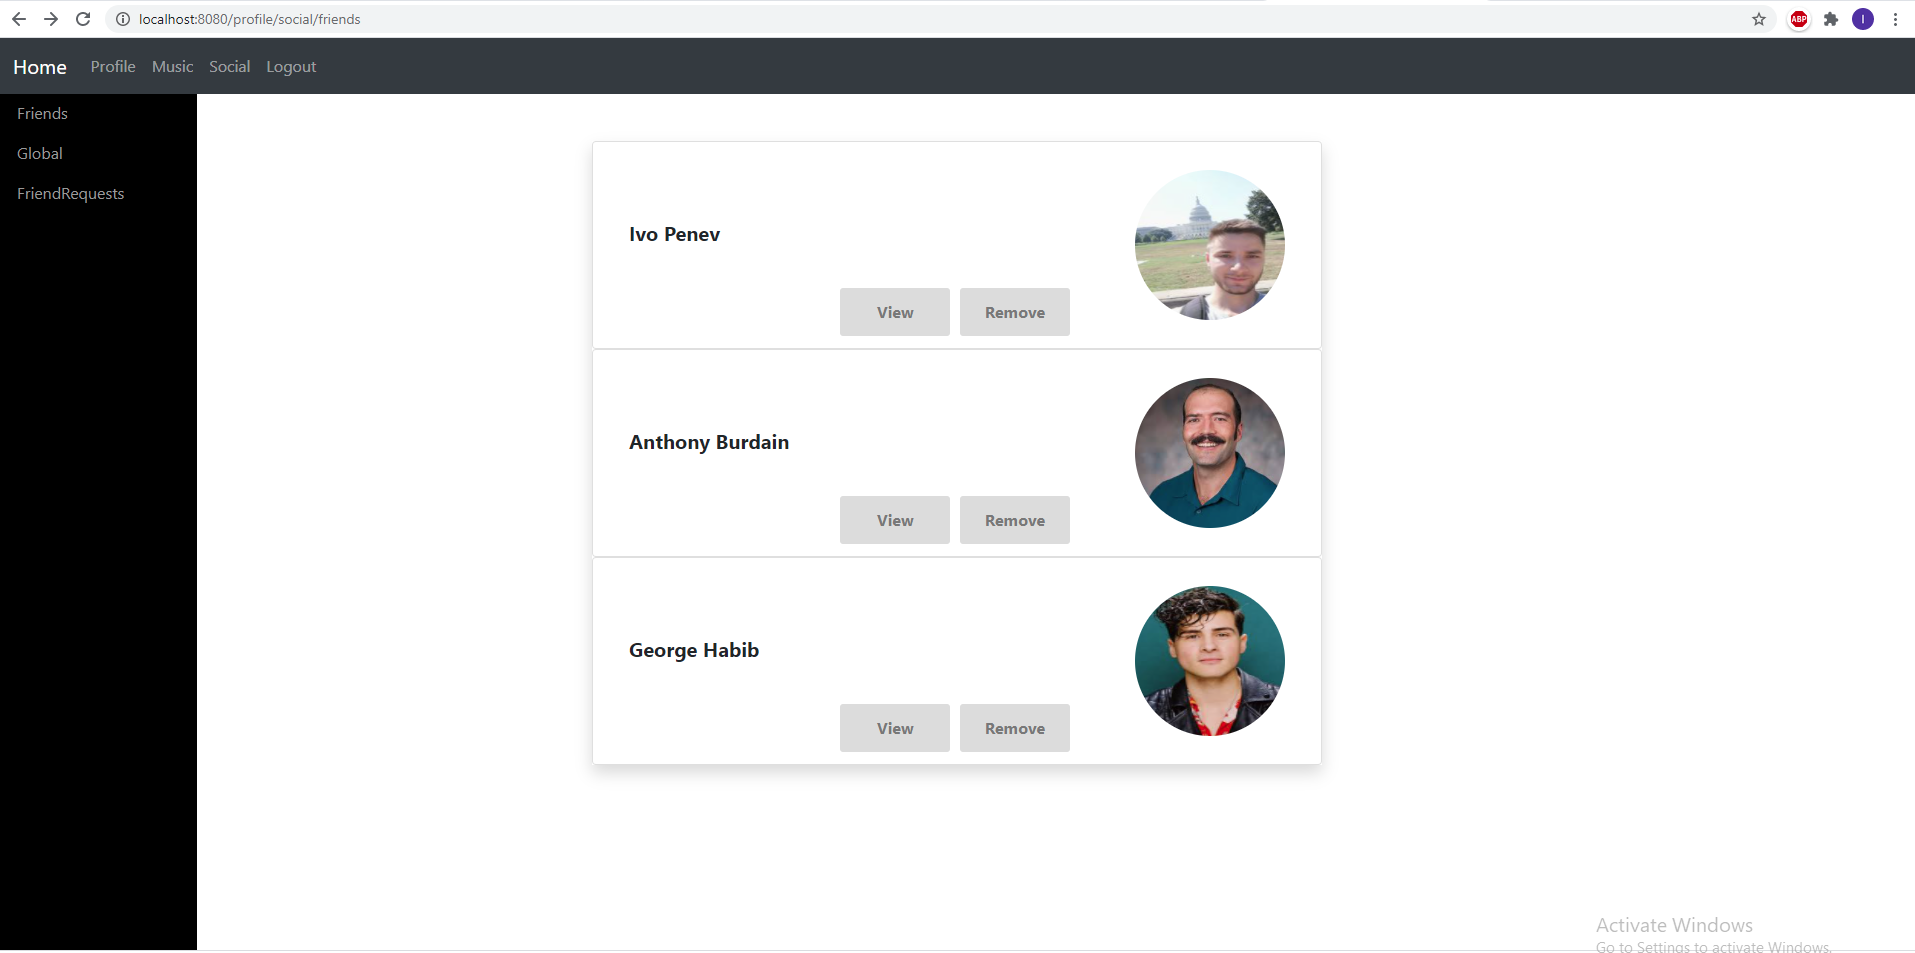 localhost:8080/profile/social/friends
ABP
I
Home Profile Music Social Logout
Friends
Global
FriendRequests
Ivo Penev
View Remove
Anthony Burdain
View Remove
George Habib
View Remove
Activate Windows
Go to Settings to activate Windows.